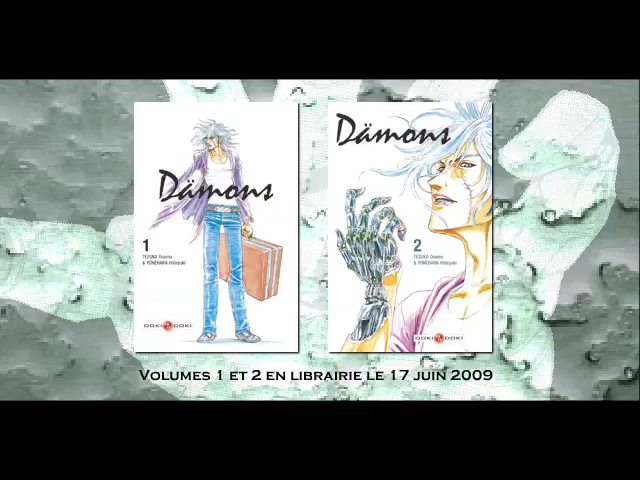 Dämons
1
TEZUKA Osamu
& YONEHARA Hideyuki
DOKI DOKI
Dämons
2
TEZUKA Osamu
& YONEHARA Hideyuki
DOKI DOKI
VOLUMES 1 ET 2 EN LIBRAIRIE LE 17 JUIN 2009